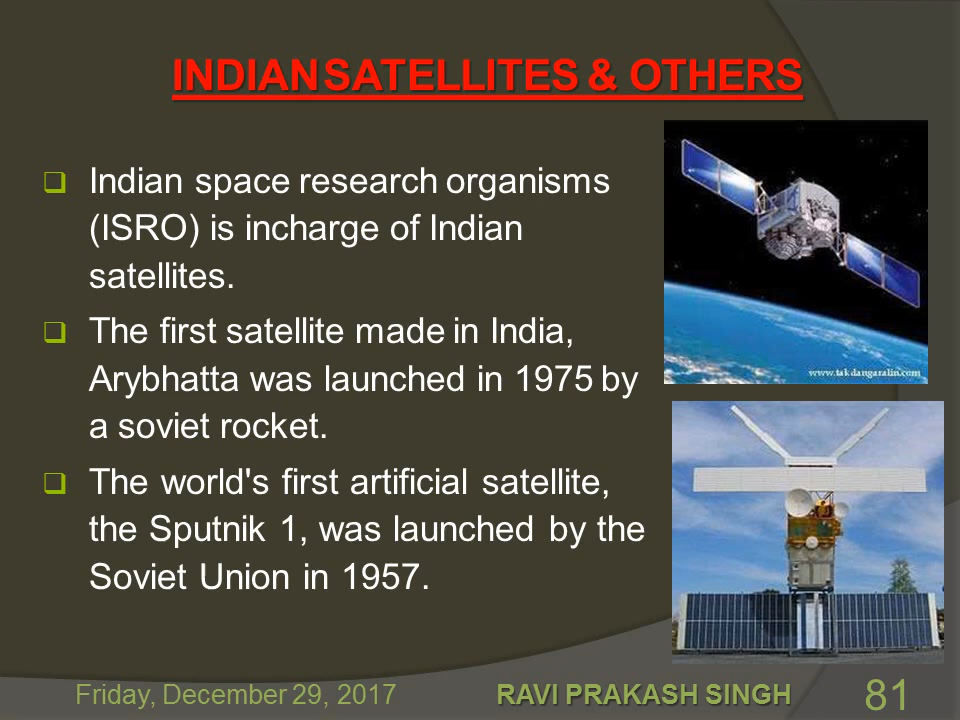 INDIAN SATELLITES & OTHERS
Indian space research organisms
(ISRO) is incharge of Indian
satellites.
The first satellite made in India,
Arybhatta was launched in 1975 by
a soviet rocket.
The world's first artificial satellite,
the Sputnik 1, was launched by the
Soviet Union in 1957.
www.takdangaralin.com
Friday, December 29, 2017
RAVI PRAKASH SINGH
81